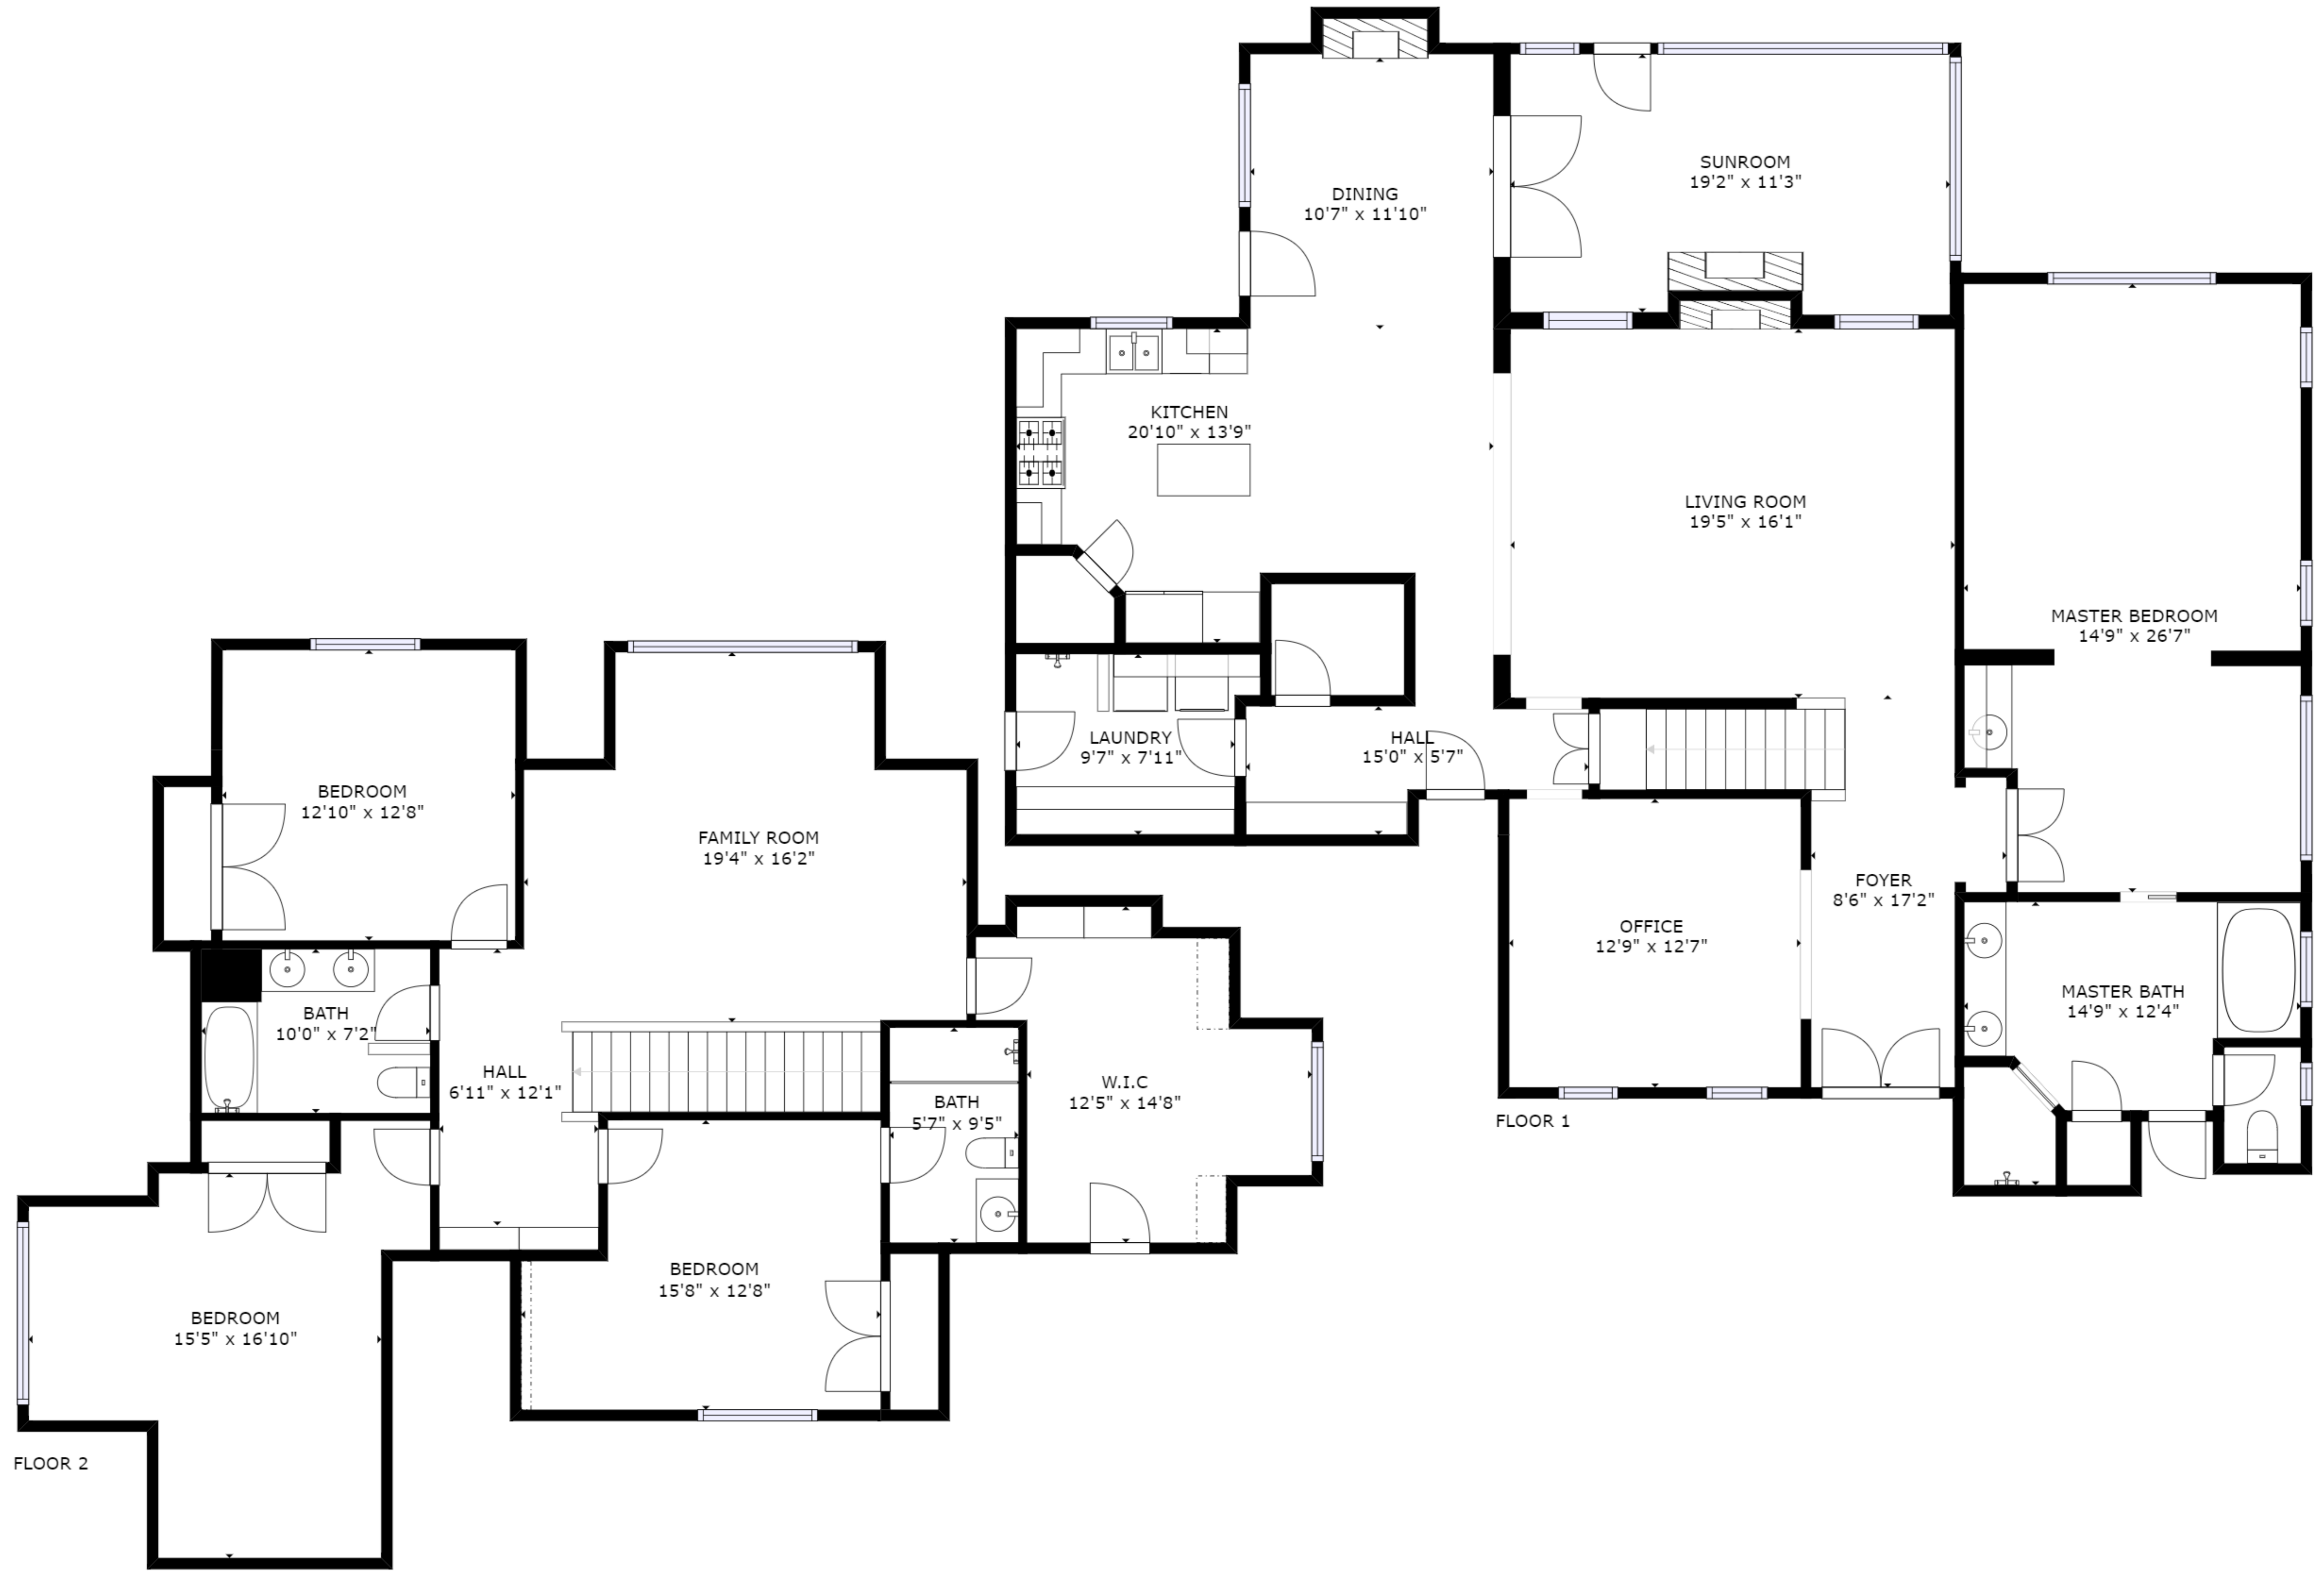 SUNROOM
19'2" x 11'3"
DINING
10'7" x 11'10"
KITCHEN
20'10" x 13'9"
LIVING ROOM
19'5" x 16'1"
MASTER BEDROOM
14'9" x 26'7"
LAUNDRY
9'7" x 7'11"
HALL
15'0" x 5'7"
FOYER
8'6" x 17'2"
OFFICE
12'9" x 12'7"
MASTER BATH
14'9" x 12'4"
FLOOR 1
BEDROOM
12'10" x 12'8"
FAMILY ROOM
19'4" x 16'2"
BATH
10'0" x 7'2"
HALL
6'11" x 12'1"
BATH
5'7" x 9'5"
W.I.C
12'5" x 14'8"
BEDROOM
15'8" x 12'8"
BEDROOM
15'5" x 16'10"
FLOOR 2